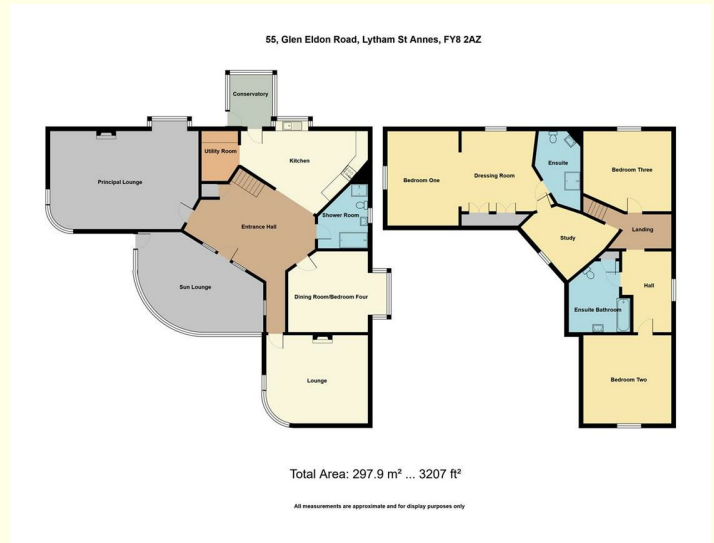 55, Glen Eldon Road, Lytham St Annes, FY8 2AZ
Conservatory
Utility Room
Kitchen
Principal Lounge
Shower Room
Entrance Hall
Sun Lounge
Dining Room/Bedroom Four
Lounge
Bedroom One
Dressing Room
Ensuite
Bedroom Three
Study
Landing
Hall
Ensuite Bathroom
Bedroom Two
Total Area: 297.9 m² ... 3207 ft²
All measurements are approximate and for display purposes only